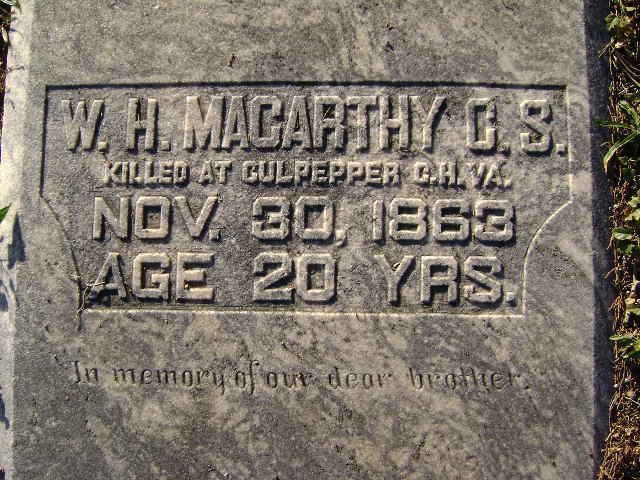 W. H. MACARTHY C. S.
KILLED AT CULPEPPER C.H. VA.
NOV. 30, 1863
AGE 20 YRS.
In memory of our dear brother.